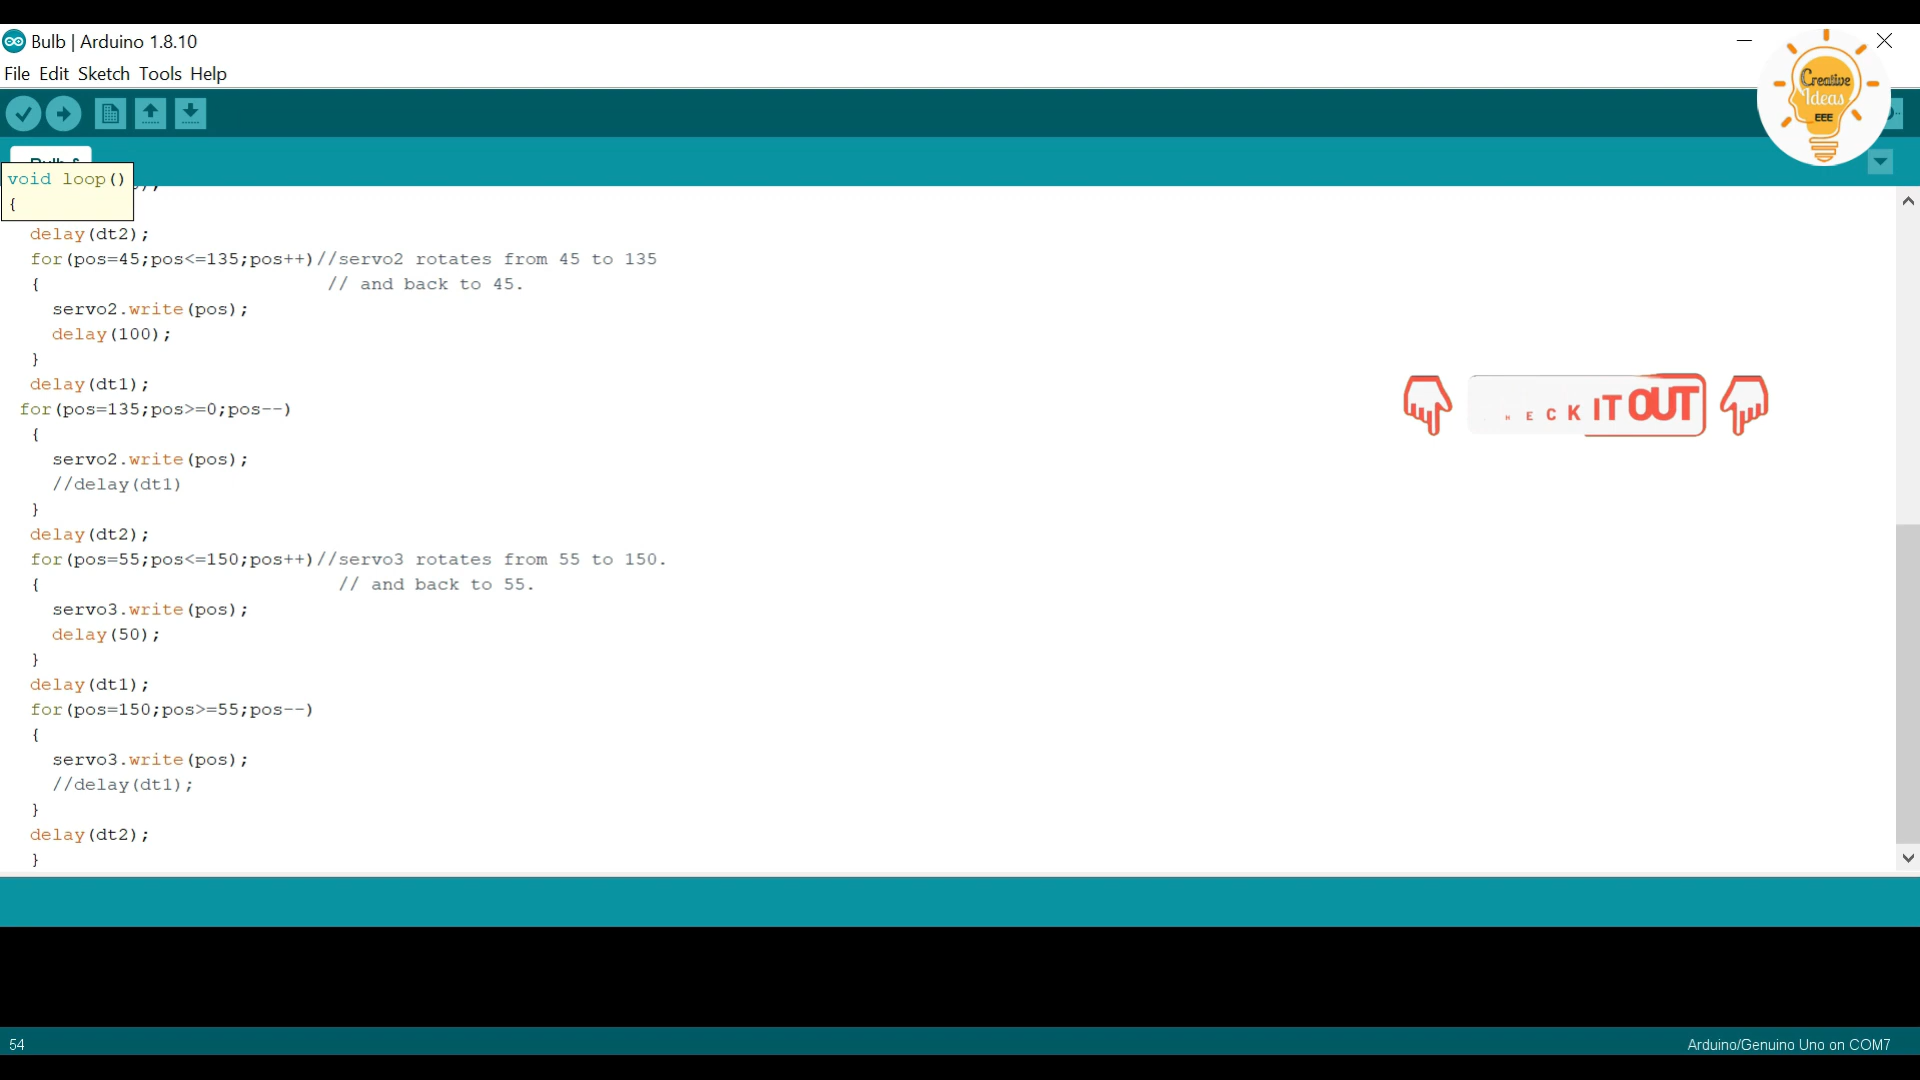 Bulb | Arduino 1.8.10
File Edit Sketch Tools Help
Creative
Ideas
EEE
void loop()
{
delay(dt2);
for(pos=45;pos<=135;pos++)//servo2 rotates from 45 to 135
{ // and back to 45.
servo2.write(pos);
delay(100);
}
delay(dt1);
for(pos=135;pos>=0;pos--)
{
servo2.write(pos);
//delay(dt1)
}
delay(dt2);
for(pos=55;pos<=150;pos++)//servo3 rotates from 55 to 150.
{ // and back to 55.
servo3.write(pos);
delay(50);
}
delay(dt1);
for(pos=150;pos>=55;pos--)
{
servo3.write(pos);
//delay(dt1);
}
delay(dt2);
}
HECK IT OUT
54
Arduino/Genuino Uno on COM7